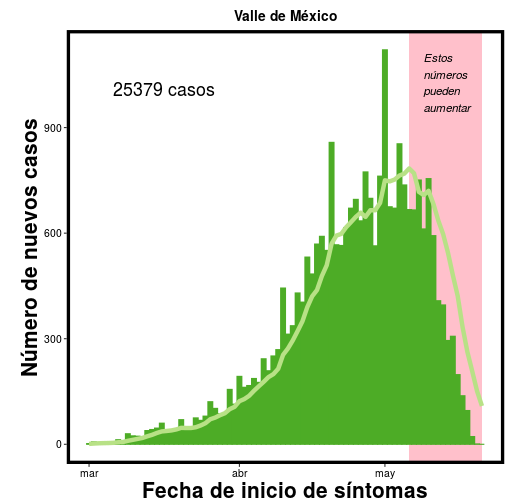 Valle de México
25379 casos
Estos
números
pueden
aumentar
Número de nuevos casos
900
600
300
0
mar
abr
may
Fecha de inicio de síntomas